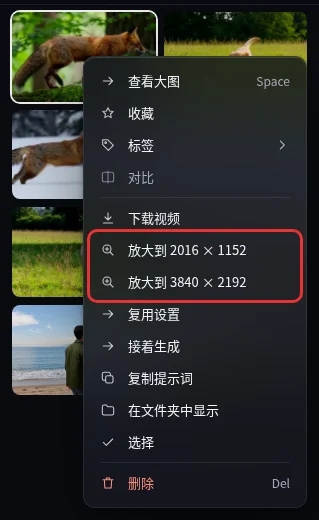 查看大图 Space
收藏
标签
对比
下载视频
放大到 2016 × 1152
放大到 3840 × 2192
复用设置
接着生成
复制提示词
在文件夹中显示
选择
删除 Del